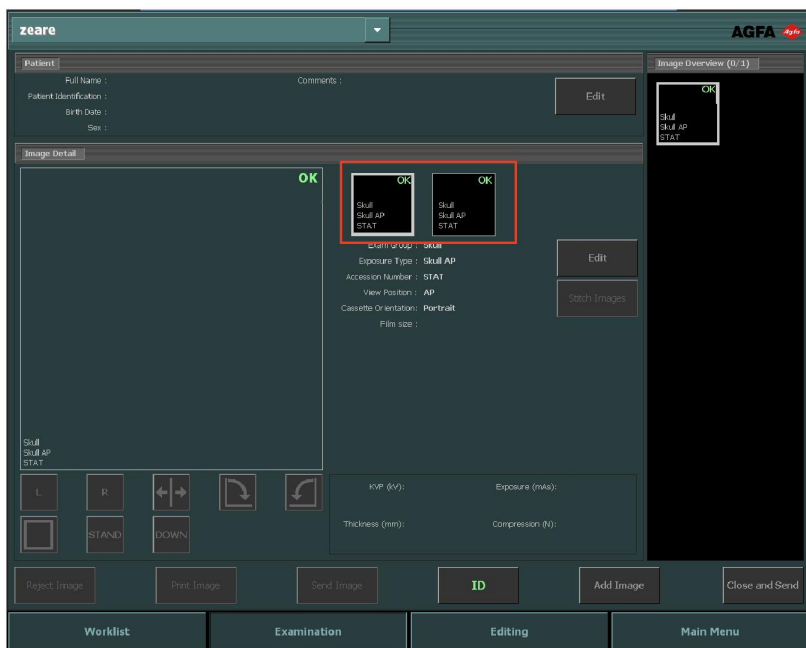 zeare
AGFA Agfa
Patient
Full Name :
Patient Identification :
Birth Date :
Sex :
Comments :
Edit
Image Overview (0/1)
OK
Skull
Skull AP
STAT
Image Detail
OK
Skull
Skull AP
STAT
OK
Skull
Skull AP
STAT
OK
Skull
Skull AP
STAT
Exam Group : Skull
Exposure Type : Skull AP
Accession Number : STAT
View Position : AP
Cassette Orientation: Portrait
Film size :
Edit
Stitch Images
L
R
STAND
DOWN
KVP (kV):
Exposure (mAs):
Thickness (mm):
Compression (N):
Reject Image
Print Image
Send Image
ID
Add Image
Close and Send
Worklist
Examination
Editing
Main Menu